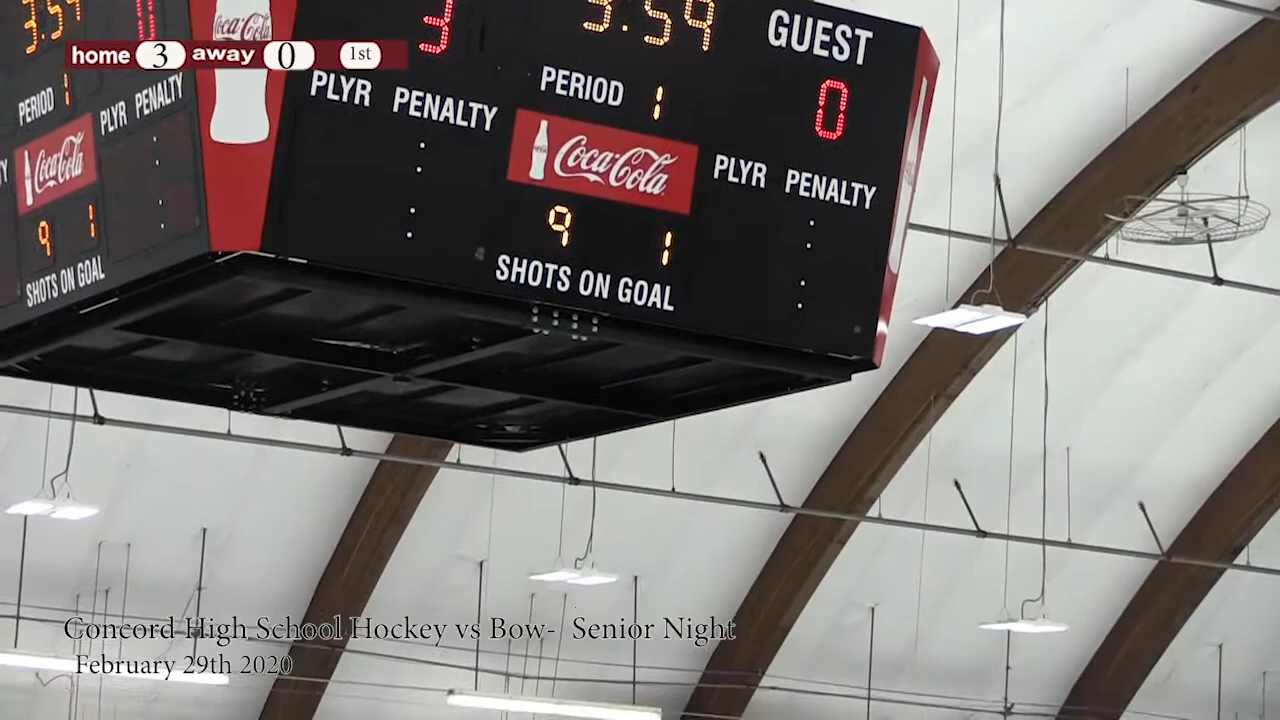 3:59 0
home 3 away 0 1st
Coca-Cola
3 3:59 GUEST
PERIOD 1 0
PLYR PENALTY
PERIOD 1
PLYR PENALTY
Coca-Cola
Coca-Cola
PLYR PENALTY
9 1
9 1
SHOTS ON GOAL
SHOTS ON GOAL
Concord High School Hockey vs Bow- Senior Night
February 29th 2020